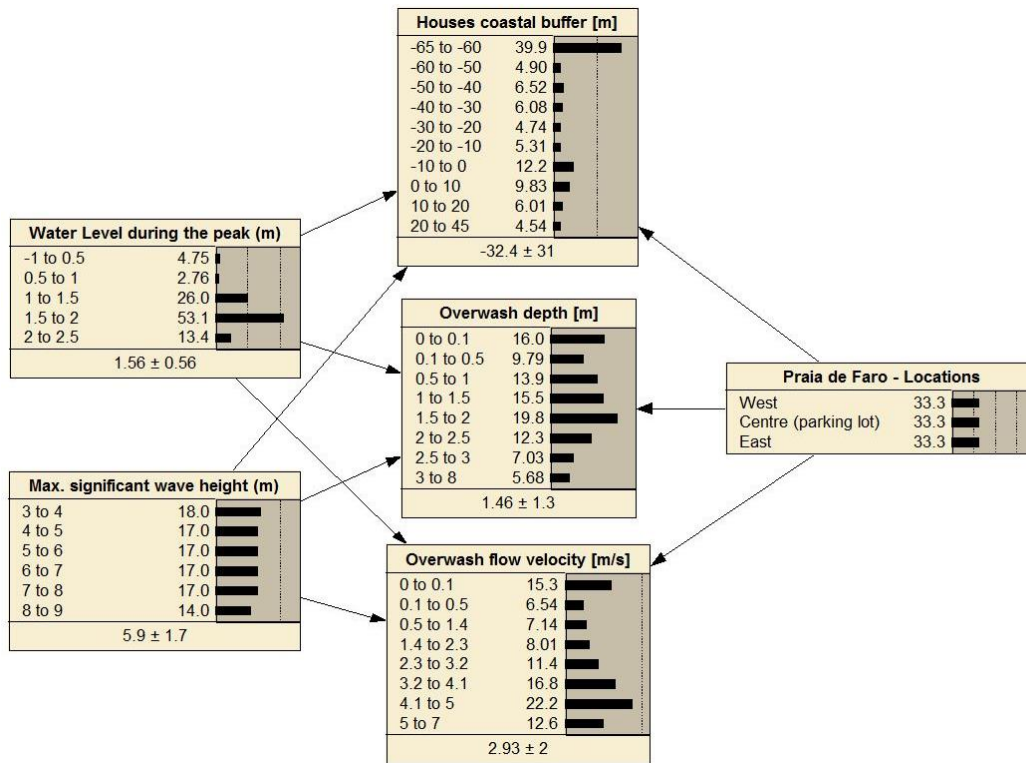 Houses coastal buffer [m]
-65 to -60 39.9
-60 to -50 4.90
-50 to -40 6.52
-40 to -30 6.08
-30 to -20 4.74
-20 to -10 5.31
-10 to 0 12.2
0 to 10 9.83
10 to 20 6.01
20 to 45 4.54
-32.4 ± 31
Water Level during the peak (m)
-1 to 0.5 4.75
0.5 to 1 2.76
1 to 1.5 26.0
1.5 to 2 53.1
2 to 2.5 13.4
1.56 ± 0.56
Overwash depth [m]
0 to 0.1 16.0
0.1 to 0.5 9.79
0.5 to 1 13.9
1 to 1.5 15.5
1.5 to 2 19.8
2 to 2.5 12.3
2.5 to 3 7.03
3 to 8 5.68
1.46 ± 1.3
Praia de Faro - Locations
West 33.3
Centre (parking lot) 33.3
East 33.3
Max. significant wave height (m)
3 to 4 18.0
4 to 5 17.0
5 to 6 17.0
6 to 7 17.0
7 to 8 17.0
8 to 9 14.0
5.9 ± 1.7
Overwash flow velocity [m/s]
0 to 0.1 15.3
0.1 to 0.5 6.54
0.5 to 1.4 7.14
1.4 to 2.3 8.01
2.3 to 3.2 11.4
3.2 to 4.1 16.8
4.1 to 5 22.2
5 to 7 12.6
2.93 ± 2